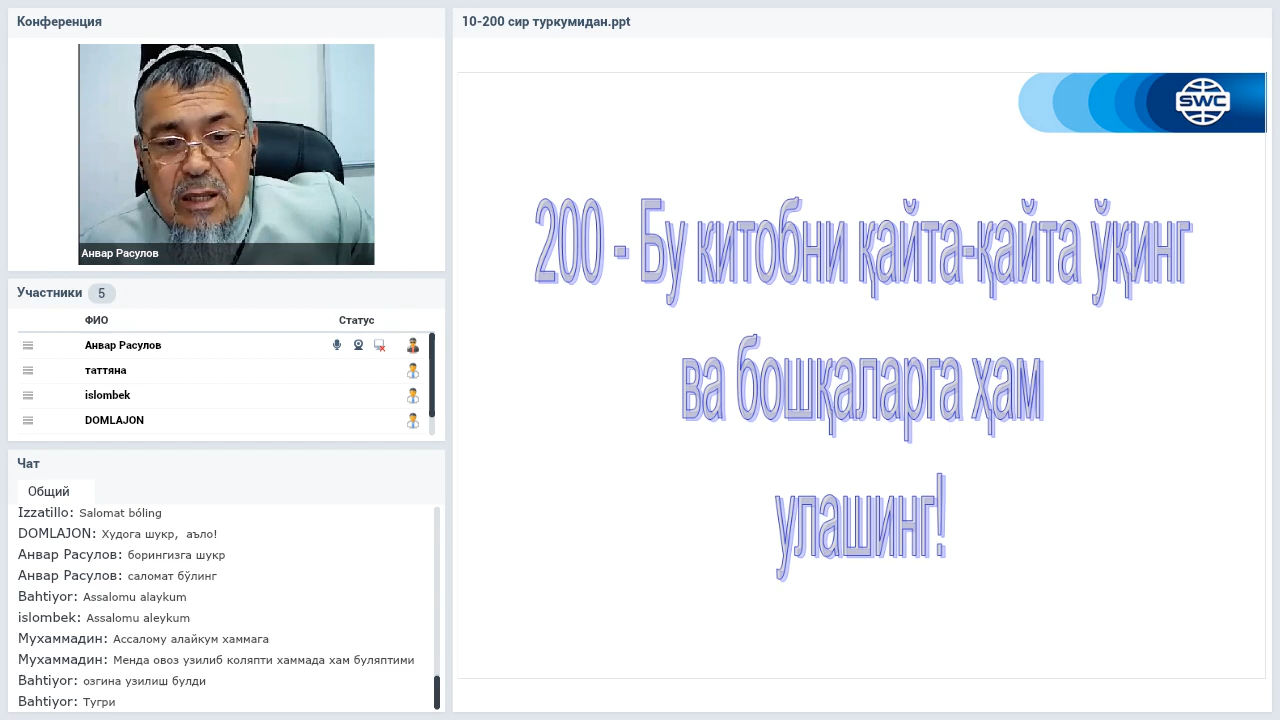 Конференция
Анвар Расулов
Участники 5
ФИО Статус
Анвар Расулов
таттяна
islombek
DOMLAJON
Чат
Общий
Izzatillo: Salomat bóling
DOMLAJON: Худога шукр, аъло!
Анвар Расулов: борингизга шукр
Анвар Расулов: саломат бўлинг
Bahtiyor: Assalomu alaykum
islombek: Assalomu aleykum
Мухаммадин: Ассалому алайкум хаммага
Мухаммадин: Менда овоз узилиб коляпти хаммада хам буляптими
Bahtiyor: озгина узилиш булди
Bahtiyor: Тугри
10-200 сир туркумидан.ppt
SWC
200 - Бу китобни қайта-қайта ўқинг
ва бошқаларга ҳам
улашинг!